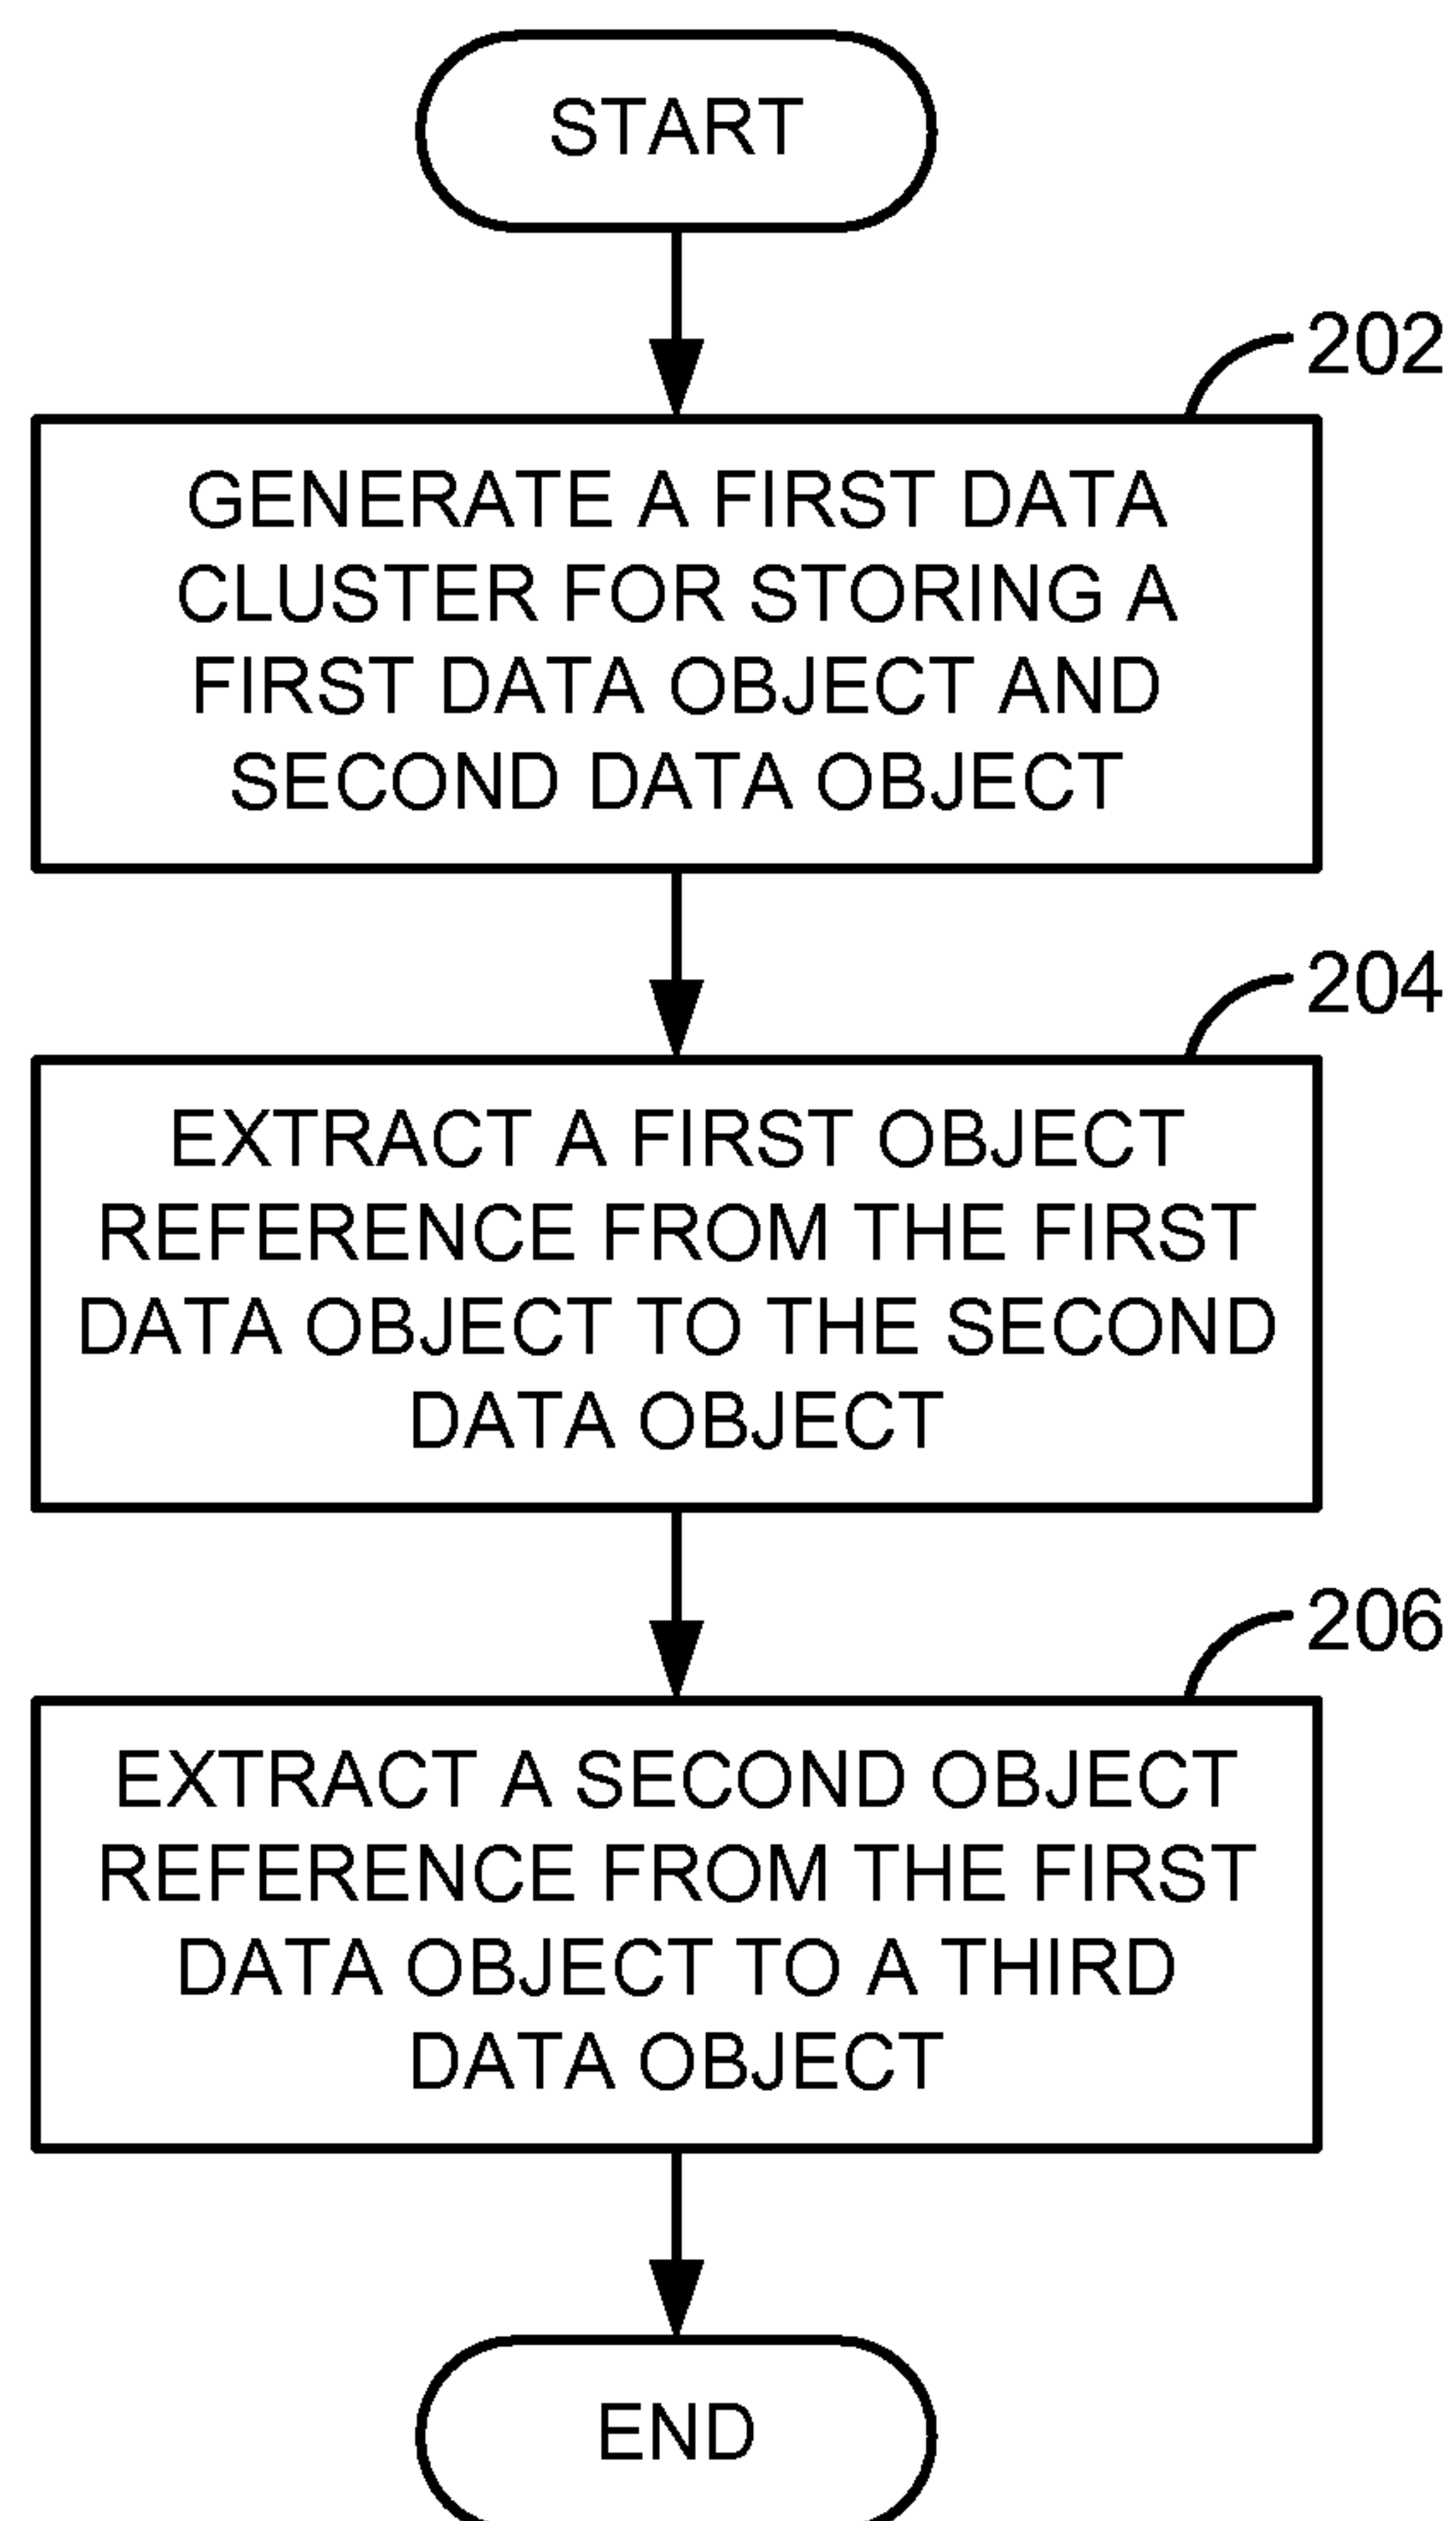 START
202
GENERATE A FIRST DATA
CLUSTER FOR STORING A
FIRST DATA OBJECT AND
SECOND DATA OBJECT
204
EXTRACT A FIRST OBJECT
REFERENCE FROM THE FIRST
DATA OBJECT TO THE SECOND
DATA OBJECT
206
EXTRACT A SECOND OBJECT
REFERENCE FROM THE FIRST
DATA OBJECT TO A THIRD
DATA OBJECT
END